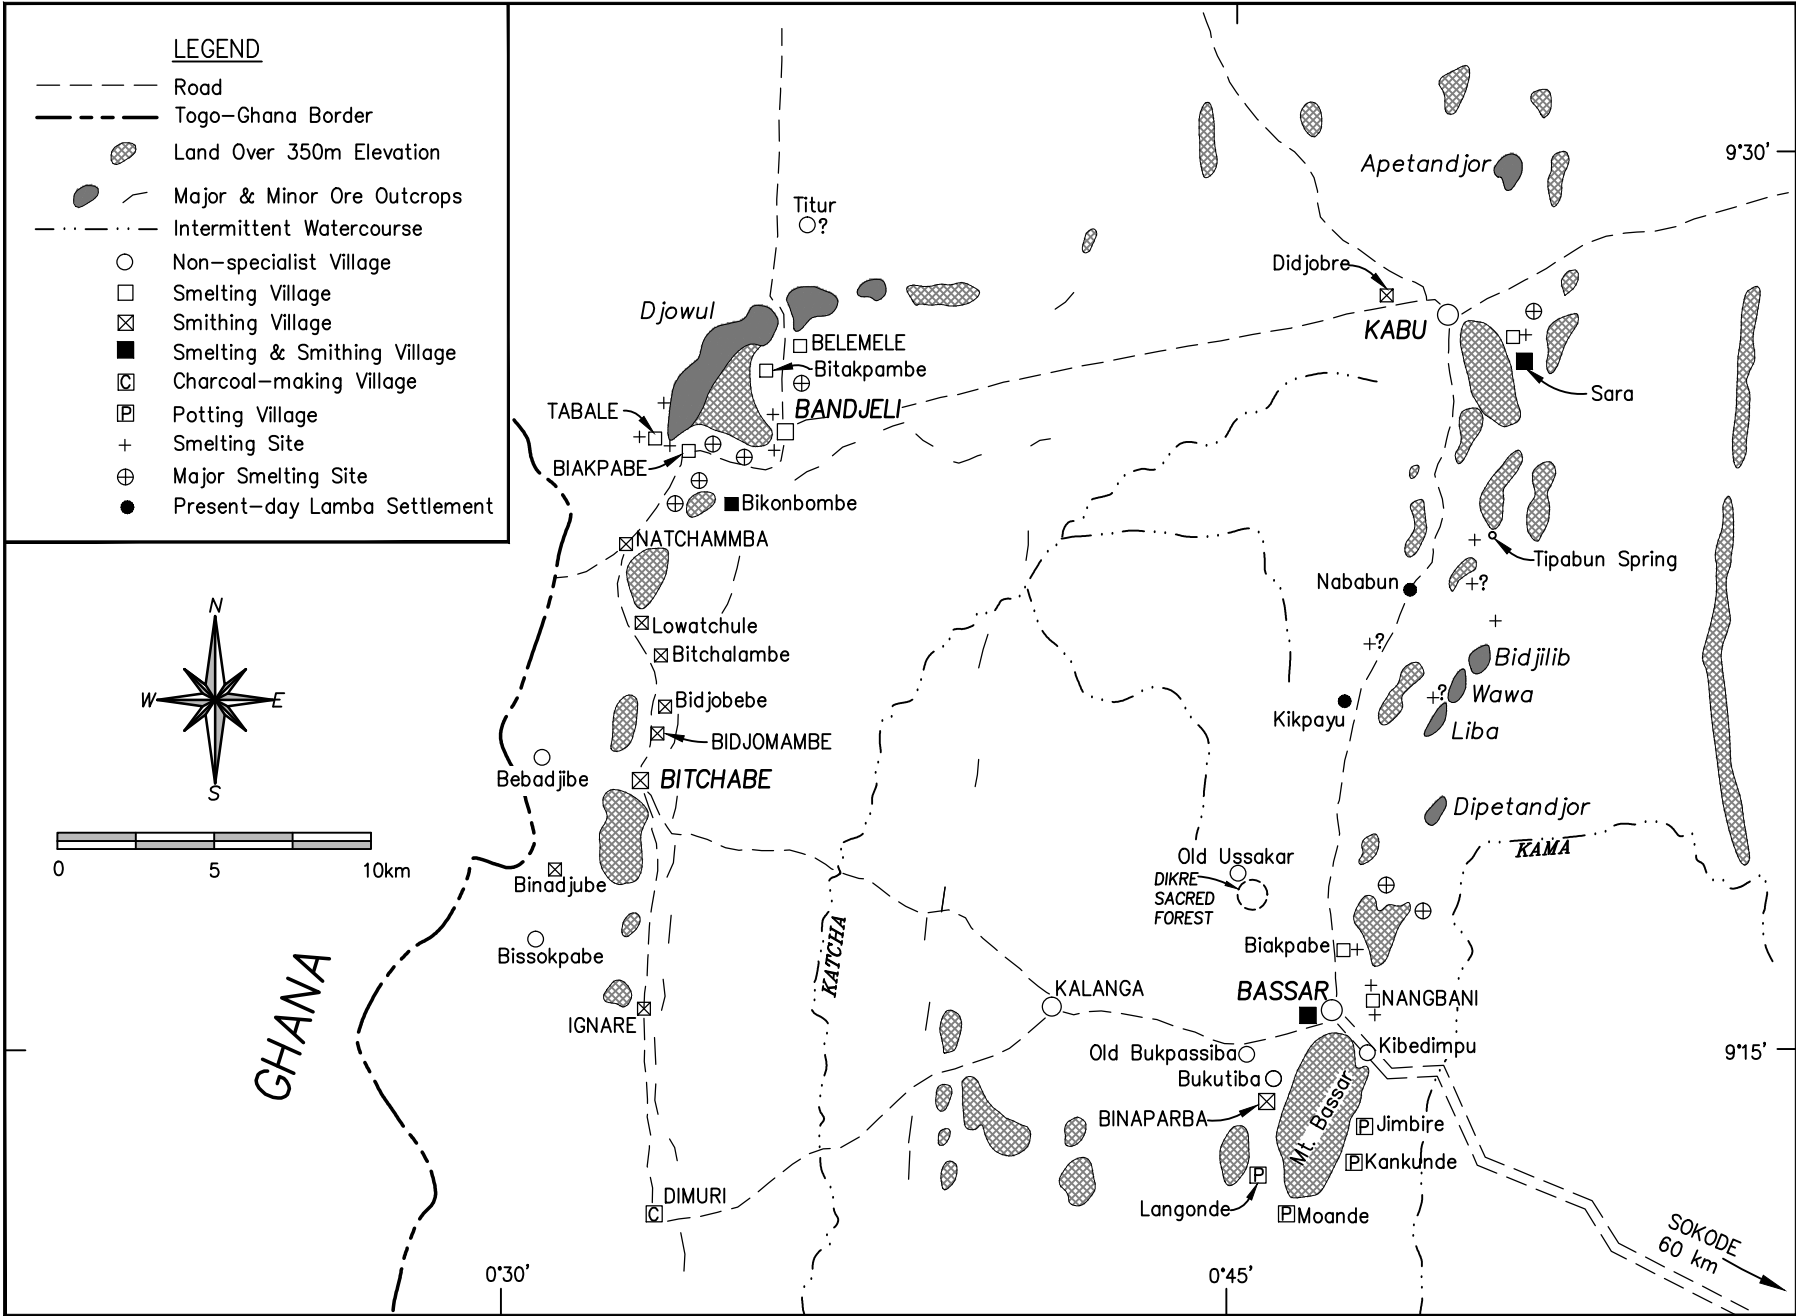 LEGEND
Road
Togo-Ghana Border
Land Over 350m Elevation
Major & Minor Ore Outcrops
Intermittent Watercourse
Non-specialist Village
Smelting Village
Smithing Village
Smelting & Smithing Village
C Charcoal-making Village
P Potting Village
Smelting Site
Major Smelting Site
Present-day Lamba Settlement
9°30'
Apetandjor
Titur
?
Didjobre
Djowul
KABU
BELEMELE
Bitakpambe
Sara
TABALE
BANDJELI
BIAKPABE
Bikonbombe
NATCHAMMBA
Tipabun Spring
Nababun
?
N
W E
S
Lowatchule
?
Bitchalambe
Bidjilib
?
Wawa
Bidjobebe
Kikpayu
Liba
BIDJOMAMBE
Bebadjibe
BITCHABE
Dipetandjor
KAMA
0 5 10km
Old Ussakar
Binadjube
DIKRE
SACRED
FOREST
Bissokpabe
KATCHA
Biakpabe
GHANA
KALANGA
BASSAR
NANGBANI
IGNARE
Old Bukpassiba
Kibedimpu
9°15'
Bukutiba
Mt. Bassar
BINAPARBA
P Jimbire
P Kankunde
P
Langonde
DIMURI
C
P Moande
SOKODE
60 km
0°30'
0°45'